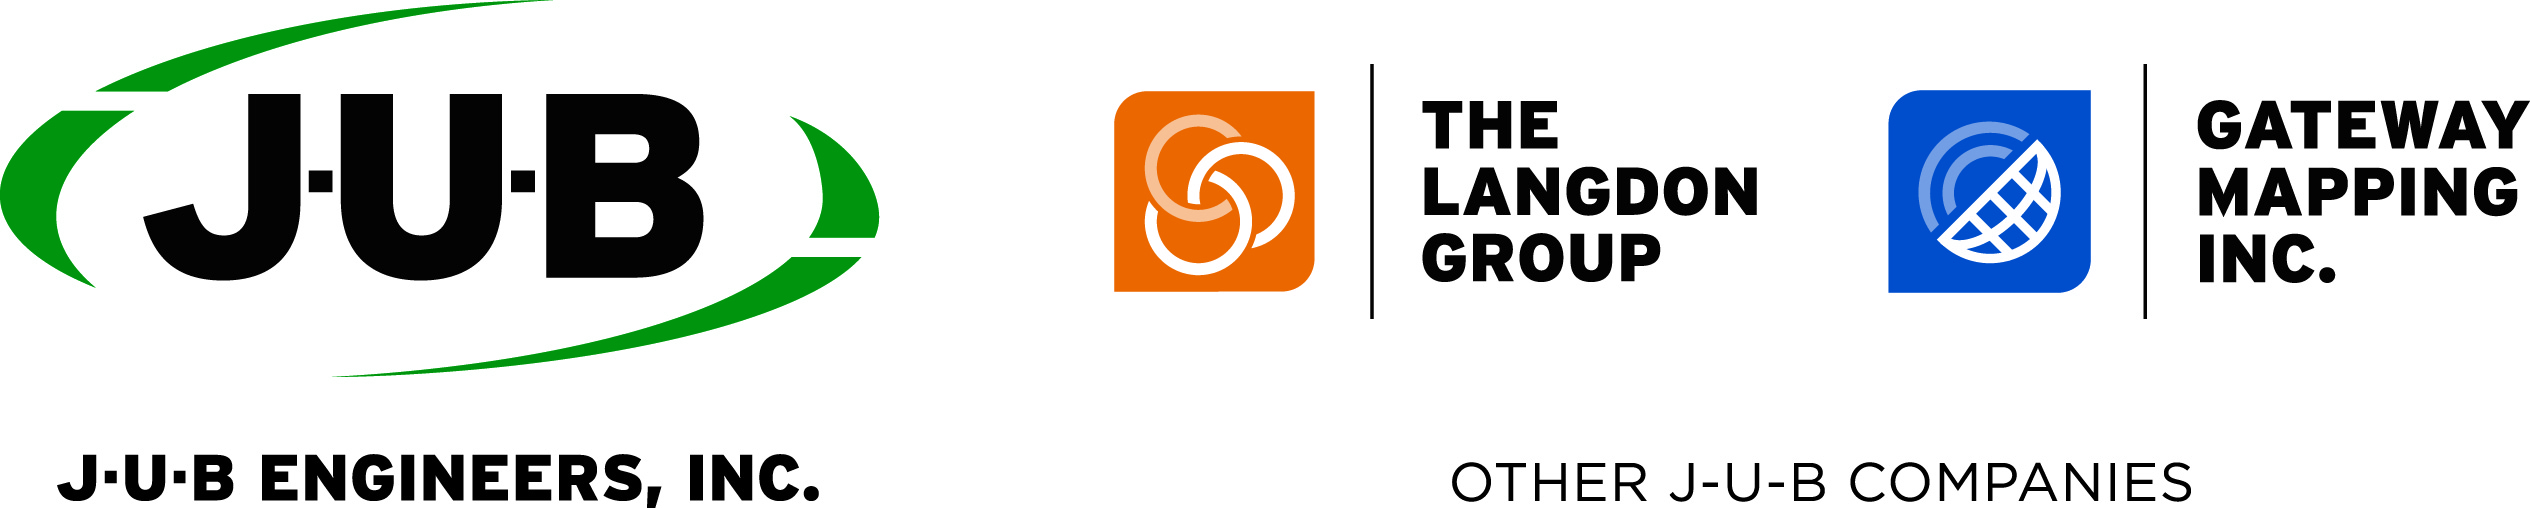 J·U·B
J·U·B ENGINEERS, INC.
THE
LANGDON
GROUP
GATEWAY
MAPPING
INC.
OTHER J-U-B COMPANIES